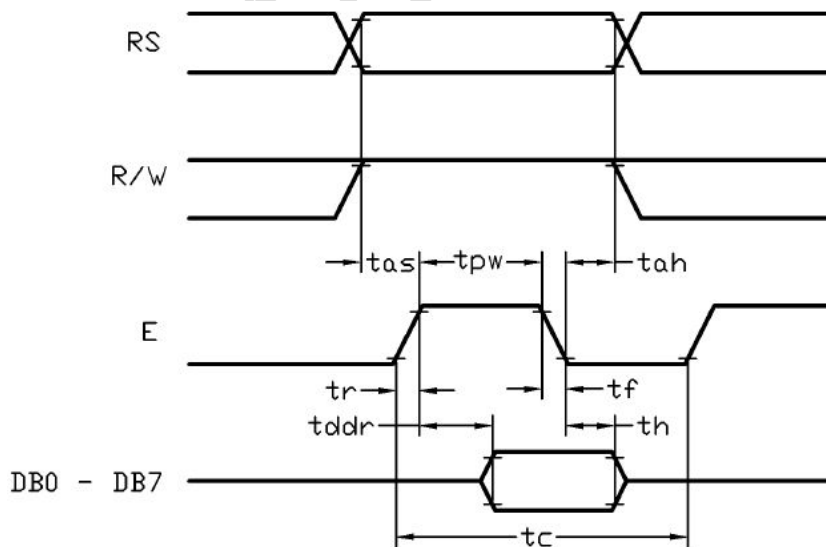 RS
R/W
tas tpw tah
E
tr tf
tddr th
DB0 - DB7
tc